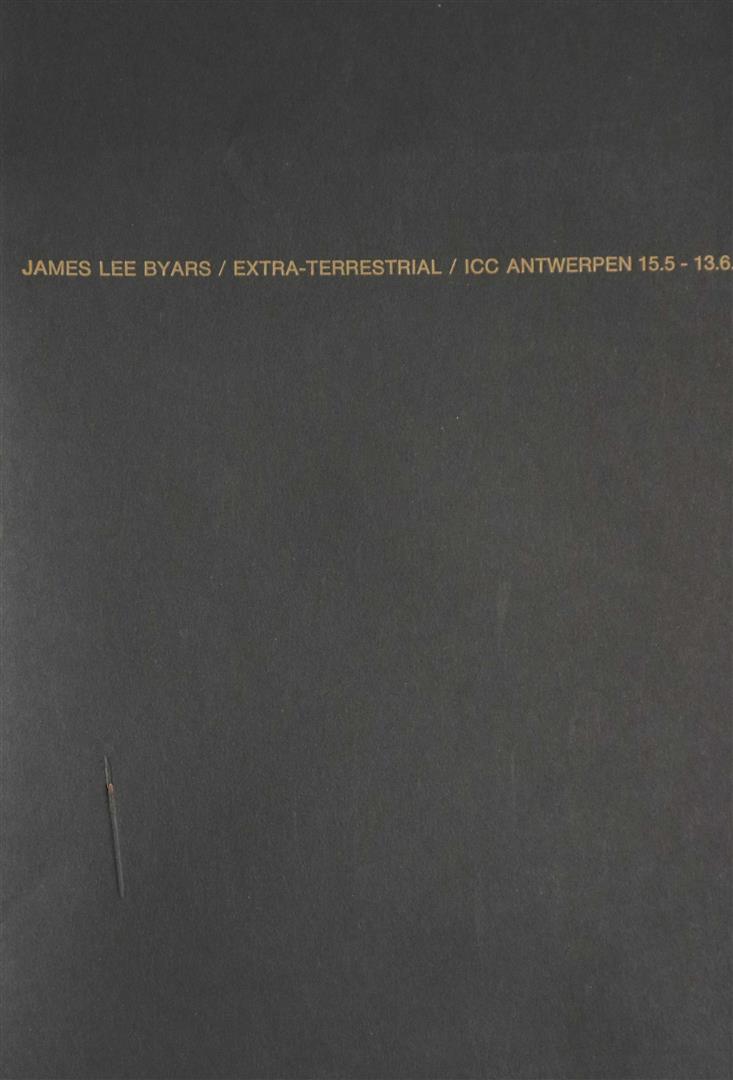 JAMES LEE BYARS / EXTRA-TERRESTRIAL / ICC ANTWERPEN 15.5 - 13.6.